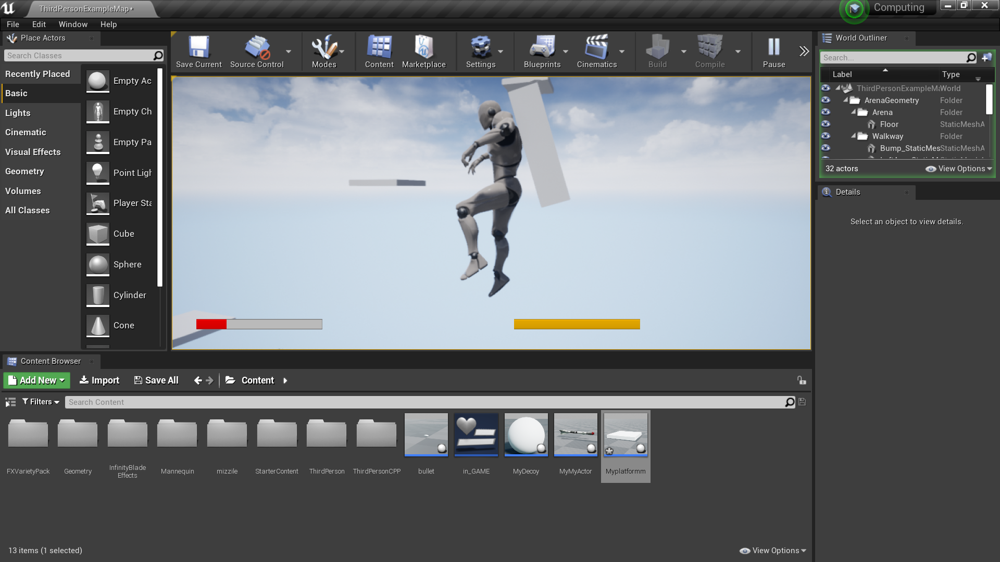 ThirdPersonExampleMap*
Computing
File Edit Window Help
Place Actors
Search Classes
Recently Placed
Basic
Lights
Cinematic
Visual Effects
Geometry
Volumes
All Classes
Empty Ac
Empty Ch
Empty Pa
Point Ligh
Player Sta
Cube
Sphere
Cylinder
Cone
Save Current
Source Control
Modes
Content
Marketplace
Settings
Blueprints
Cinematics
Build
Compile
Pause
World Outliner
Search...
Label Type
ThirdPersonExampleMa World
ArenaGeometry Folder
Arena Folder
Floor StaticMeshA
Walkway Folder
Bump_StaticMes StaticMeshA
32 actors
View Options
Details
Select an object to view details.
Content Browser
Add New Import Save All Content
Filters Search Content
FXVarietyPack
Geometry
InfinityBlade
Effects
Mannequin
mizzile
StarterContent
ThirdPerson
ThirdPersonCPP
bullet
in_GAME
MyDecoy
MyMyActor
Myplatformm
13 items (1 selected)
View Options